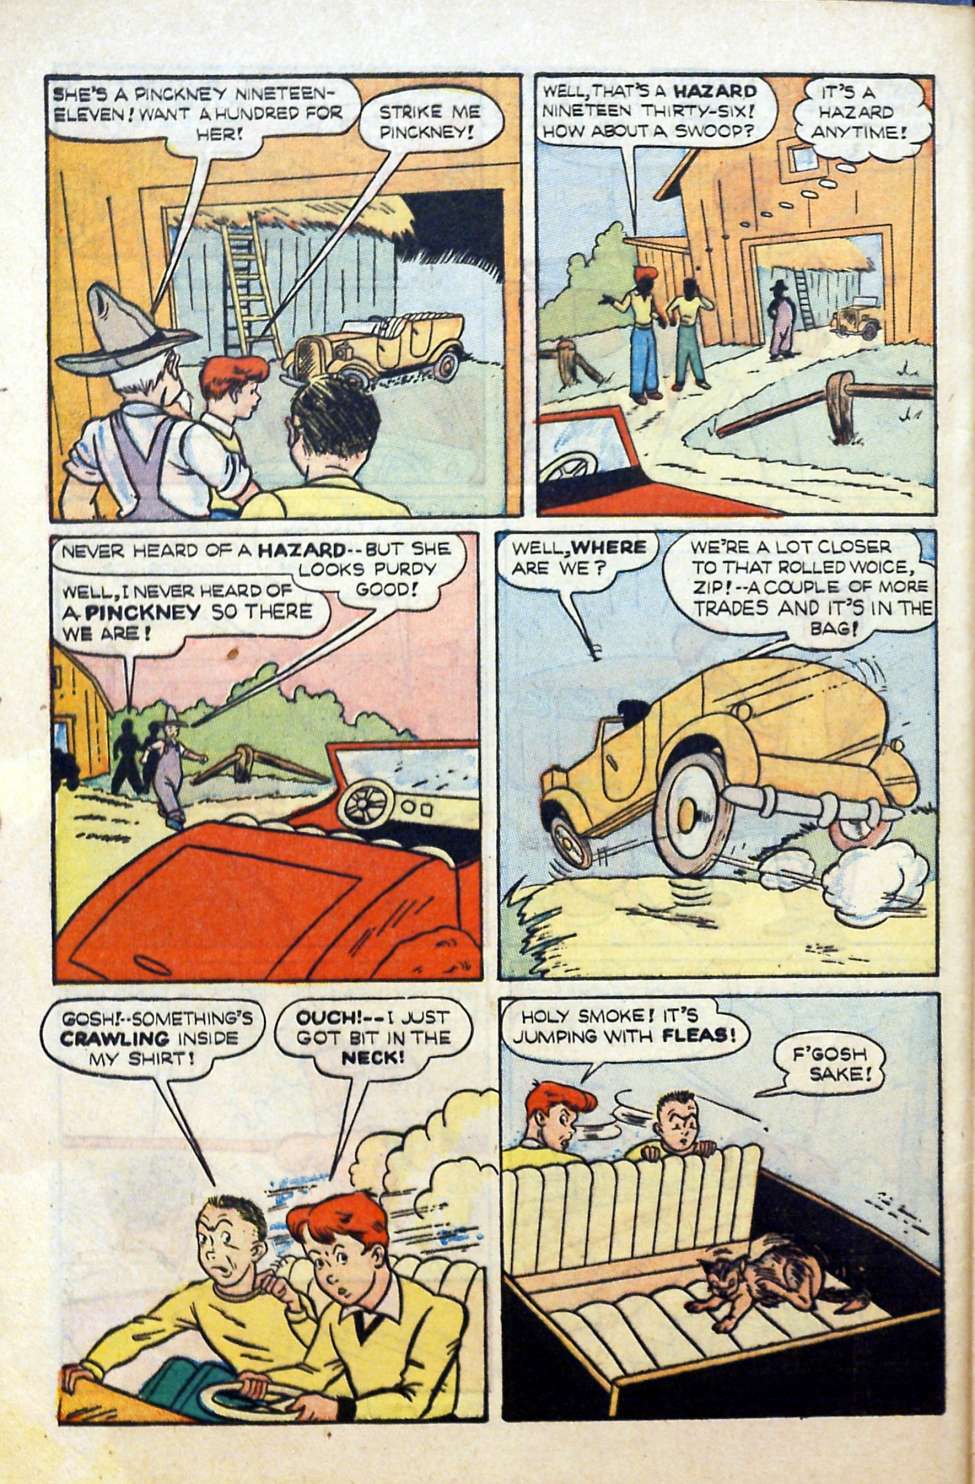 SHE'S A PINCKNEY NINETEEN-
ELEVEN! WANT A HUNDRED FOR
HER!
STRIKE ME
PINCKNEY!
WELL, THAT'S A HAZARD
NINETEEN THIRTY-SIX!
HOW ABOUT A SWOOP?
IT'S A
HAZARD
ANYTIME!
NEVER HEARD OF A HAZARD--BUT SHE
LOOKS PURDY
GOOD!
WELL, I NEVER HEARD OF
A PINCKNEY SO THERE
WE ARE!
WELL, WHERE
ARE WE?
WE'RE A LOT CLOSER
TO THAT ROLLED WOICE,
ZIP!--A COUPLE OF MORE
TRADES AND IT'S IN THE
BAG!
GOSH!--SOMETHING'S
CRAWLING INSIDE
MY SHIRT!
OUCH!--I JUST
GOT BIT IN THE
NECK!
HOLY SMOKE! IT'S
JUMPING WITH FLEAS!
F'GOSH
SAKE!